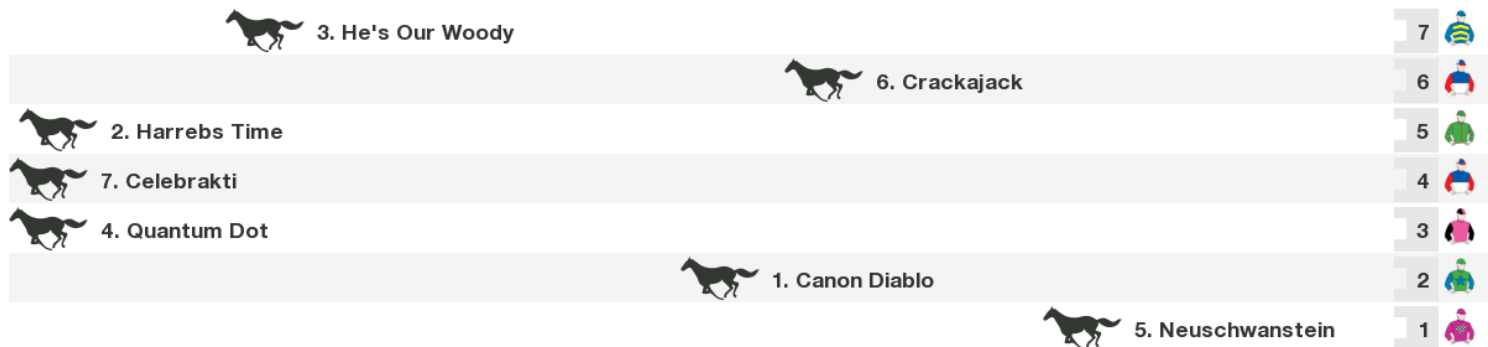 3. He's Our Woody 7
6. Crackajack 6
2. Harrebs Time 5
7. Celebrakti 4
4. Quantum Dot 3
1. Canon Diablo 2
5. Neuschwanstein 1